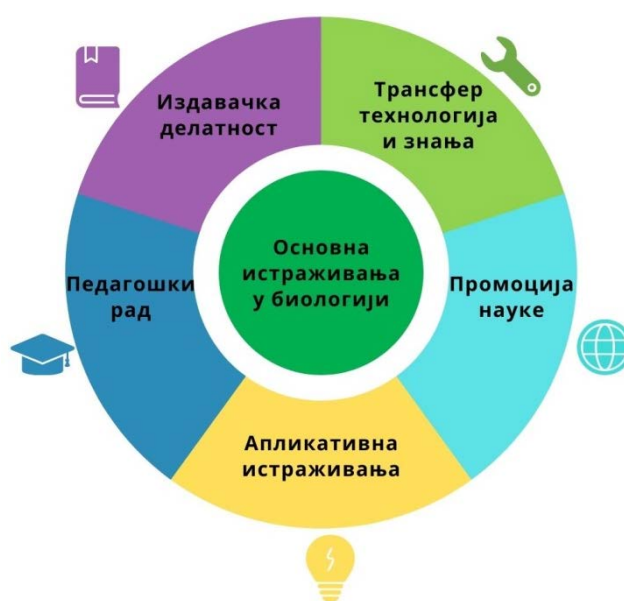 Издавачка
делатност
Трансфер
технологија
и знања
Педагошки
рад
Основна
истраживања
у биологији
Промоција
науке
Апликативна
истраживања